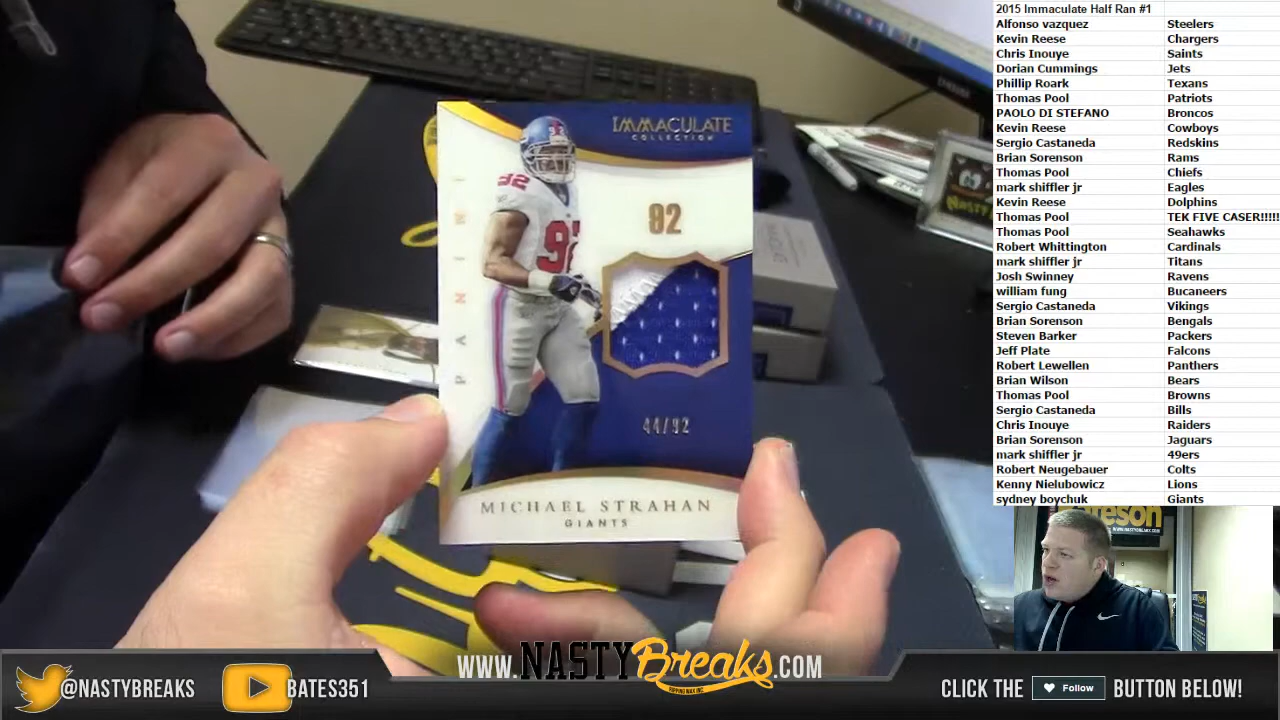 2015 Immaculate Half Ran #1
Alfonso vazquez Steelers
Kevin Reese Chargers
Chris Inouye Saints
Dorian Cummings Jets
Phillip Roark Texans
Thomas Pool Patriots
PAOLO DI STEFANO Broncos
Kevin Reese Cowboys
Sergio Castaneda Redskins
Brian Sorenson Rams
Thomas Pool Chiefs
mark shiffler jr Eagles
Kevin Reese Dolphins
Thomas Pool TEK FIVE CASER!!!!!
Thomas Pool Seahawks
Robert Whittington Cardinals
mark shiffler jr Titans
Josh Swinney Ravens
william fung Bucaneers
Sergio Castaneda Vikings
Brian Sorenson Bengals
Steven Barker Packers
Jeff Plate Falcons
Robert Lewellen Panthers
Brian Wilson Bears
Thomas Pool Browns
Sergio Castaneda Bills
Chris Inouye Raiders
Brian Sorenson Jaguars
mark shiffler jr 49ers
Robert Neugebauer Colts
Kenny Nielubowicz Lions
sydney boychuk Giants
IMMACULATE
COLLECTION
PANINI
92
92
92
44/92
MICHAEL STRAHAN
GIANTS
@NASTYBREAKS
BATES351
WWW.NASTYBreaks.COM
RIPPING WAX INC
CLICK THE Follow BUTTON BELOW!